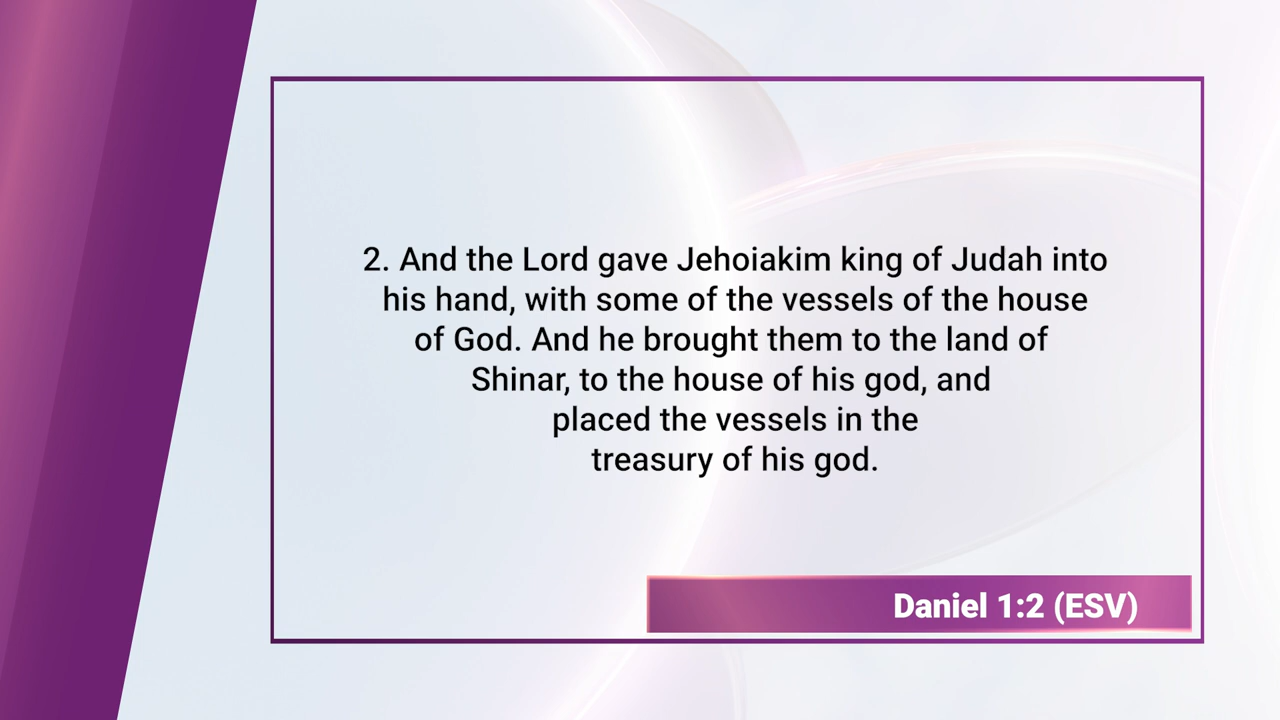 2. And the Lord gave Jehoiakim king of Judah into
his hand, with some of the vessels of the house
of God. And he brought them to the land of
Shinar, to the house of his god, and
placed the vessels in the
treasury of his god.
Daniel 1:2 (ESV)